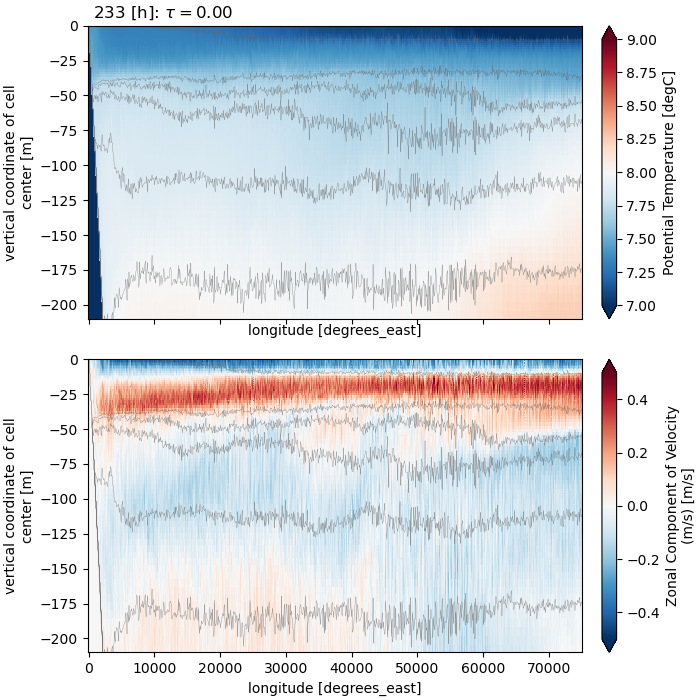 233 [h]: τ = 0.00
0
−25
−50
−75
−100
−125
−150
−175
−200
vertical coordinate of cell
center [m]
longitude [degrees_east]
9.00
8.75
8.50
8.25
8.00
7.75
7.50
7.25
7.00
Potential Temperature [degC]
0
−25
−50
−75
−100
−125
−150
−175
−200
vertical coordinate of cell
center [m]
0 10000 20000 30000 40000 50000 60000 70000
longitude [degrees_east]
0.4
0.2
0.0
−0.2
−0.4
Zonal Component of Velocity
(m/s) [m/s]